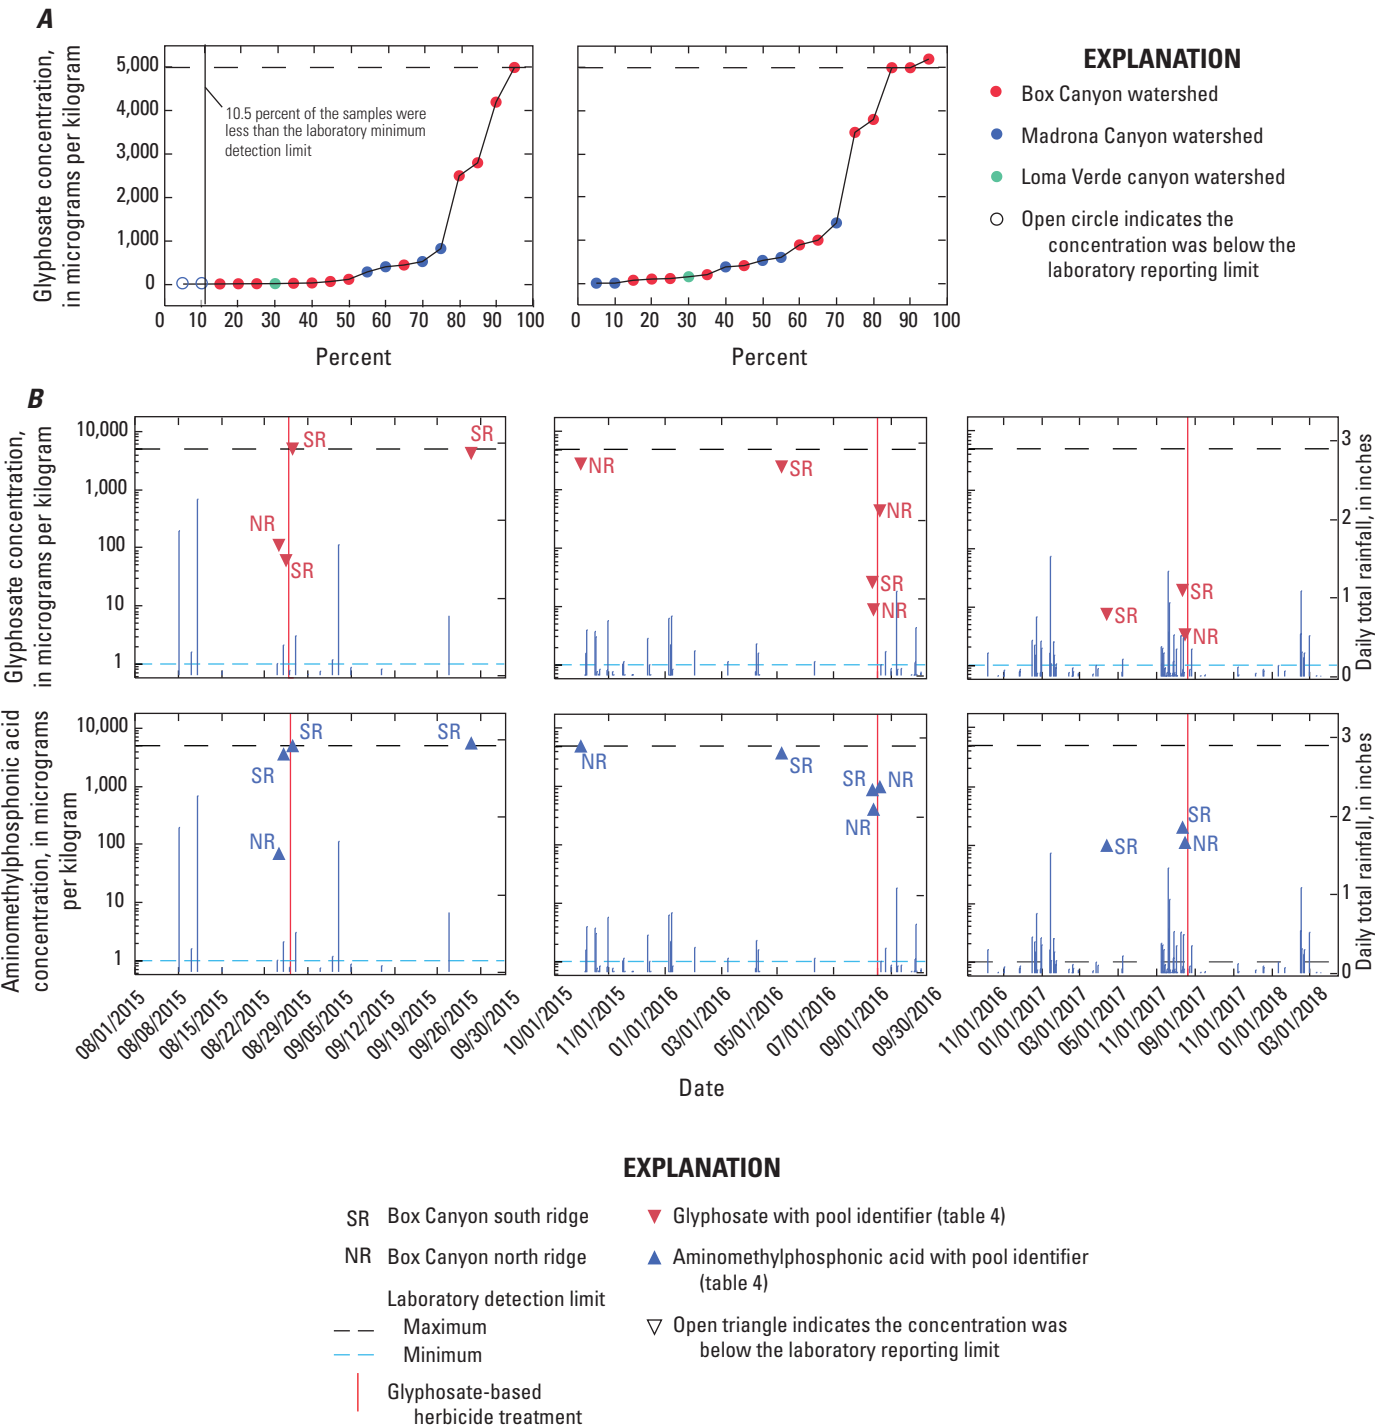 A
Glyphosate concentration,
in micrograms per kilogram
5,000
4,000
3,000
2,000
1,000
0
10.5 percent of the samples were
less than the laboratory minimum
detection limit
0 10 20 30 40 50 60 70 80 90 100
Percent
0 10 20 30 40 50 60 70 80 90 100
Percent
EXPLANATION
Box Canyon watershed
Madrona Canyon watershed
Loma Verde canyon watershed
Open circle indicates the
concentration was below the
laboratory reporting limit
B
Glyphosate concentration,
in micrograms per kilogram
10,000
1,000
100
10
1
NR
SR
SR
SR
NR
SR
NR
SR
NR
SR
SR
NR
3
2
1
0
Daily total rainfall, in inches
Aminomethylphosphonic acid
concentration, in micrograms
per kilogram
10,000
1,000
100
10
1
SR
NR
SR
SR
NR
SR
SR
NR
NR
SR
SR
NR
3
2
1
0
Daily total rainfall, in inches
08/01/2015
08/08/2015
08/15/2015
08/22/2015
08/29/2015
09/05/2015
09/12/2015
09/19/2015
09/26/2015
09/30/2015
10/01/2015
11/01/2015
01/01/2016
03/01/2016
05/01/2016
07/01/2016
09/01/2016
09/30/2016
11/01/2016
01/01/2017
03/01/2017
05/01/2017
11/01/2017
09/01/2017
11/01/2017
01/01/2018
03/01/2018
Date
EXPLANATION
SR Box Canyon south ridge
NR Box Canyon north ridge
Laboratory detection limit
Maximum
Minimum
Glyphosate-based
herbicide treatment
Glyphosate with pool identifier (table 4)
Aminomethylphosphonic acid with pool identifier
(table 4)
Open triangle indicates the concentration was
below the laboratory reporting limit